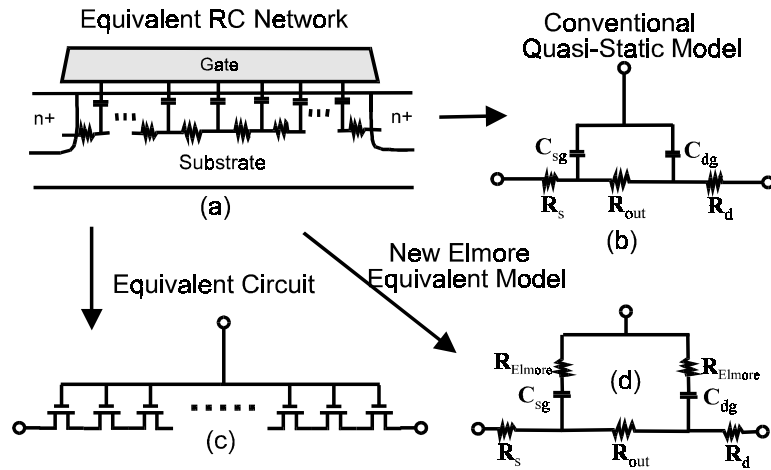 Equivalent RC Network
Gate
n+
n+
Substrate
(a)
Conventional
Quasi-Static Model
Csg
Cdg
Rs
Rout
Rd
(b)
New Elmore
Equivalent Model
Equivalent Circuit
(c)
RElmore
RElmore
(d)
Csg
Cdg
Rs
Rout
Rd